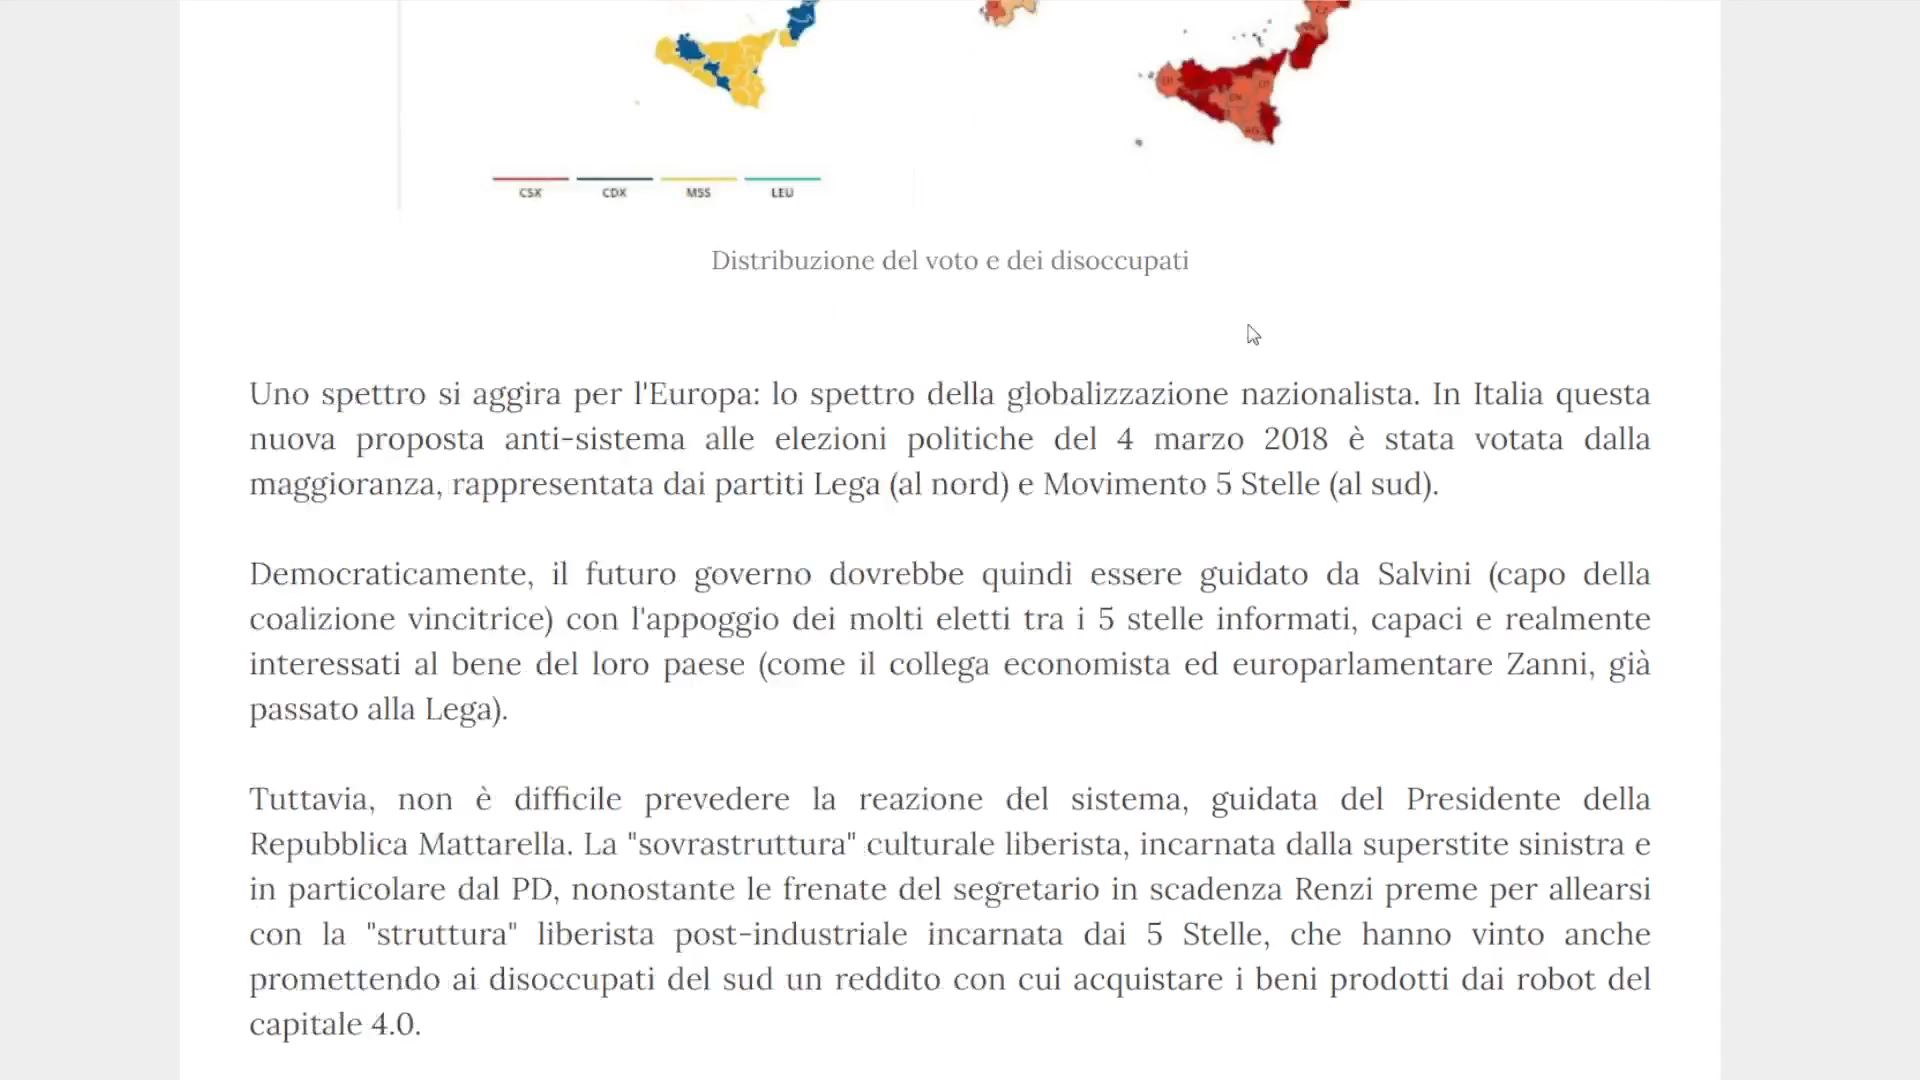 CSX CDX M5S LEU
Distribuzione del voto e dei disoccupati
Uno spettro si aggira per l'Europa: lo spettro della globalizzazione nazionalista. In Italia questa
nuova proposta anti-sistema alle elezioni politiche del 4 marzo 2018 è stata votata dalla
maggioranza, rappresentata dai partiti Lega (al nord) e Movimento 5 Stelle (al sud).
Democraticamente, il futuro governo dovrebbe quindi essere guidato da Salvini (capo della
coalizione vincitrice) con l'appoggio dei molti eletti tra i 5 stelle informati, capaci e realmente
interessati al bene del loro paese (come il collega economista ed europarlamentare Zanni, già
passato alla Lega).
Tuttavia, non è difficile prevedere la reazione del sistema, guidata del Presidente della
Repubblica Mattarella. La "sovrastruttura" culturale liberista, incarnata dalla superstite sinistra e
in particolare dal PD, nonostante le frenate del segretario in scadenza Renzi preme per allearsi
con la "struttura" liberista post-industriale incarnata dai 5 Stelle, che hanno vinto anche
promettendo ai disoccupati del sud un reddito con cui acquistare i beni prodotti dai robot del
capitale 4.0.